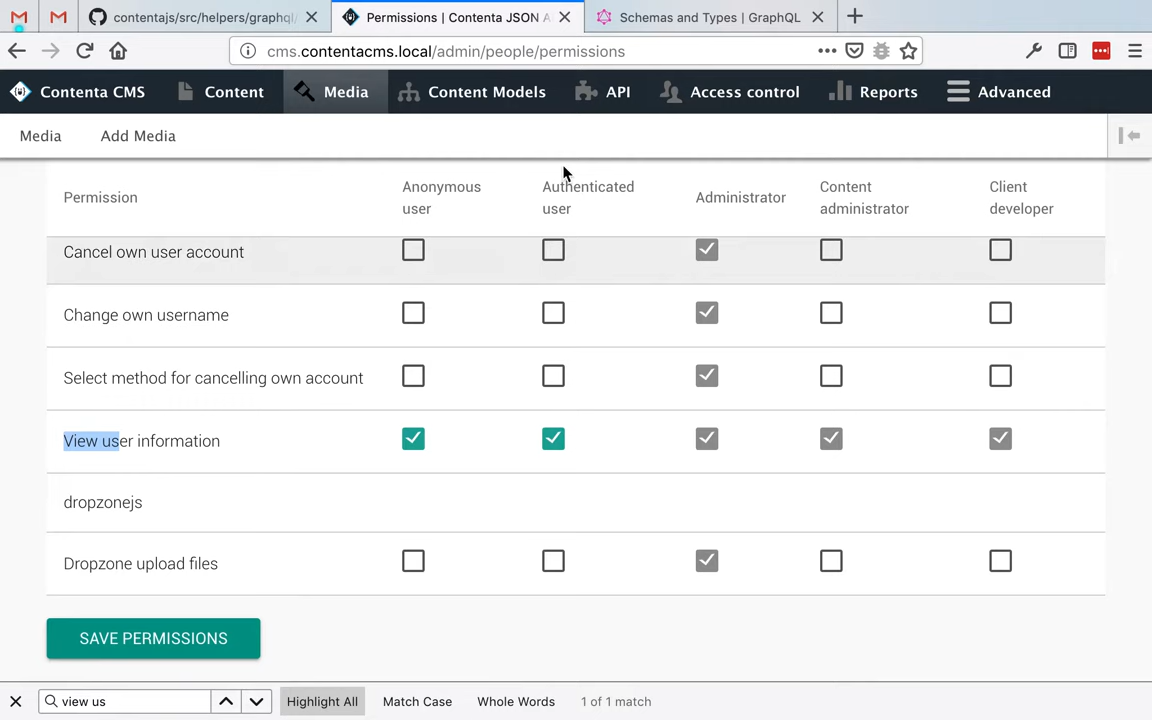 contentajs/src/helpers/graphql/
Permissions | Contenta JSON A
Schemas and Types | GraphQL
cms.contentacms.local/admin/people/permissions
Contenta CMS
Content
Media
Content Models
API
Access control
Reports
Advanced
Media
Add Media
Permission
Anonymous
user
Authenticated
user
Administrator
Content
administrator
Client
developer
Cancel own user account
Change own username
Select method for cancelling own account
View user information
dropzonejs
Dropzone upload files
SAVE PERMISSIONS
view us
Highlight All
Match Case
Whole Words
1 of 1 match